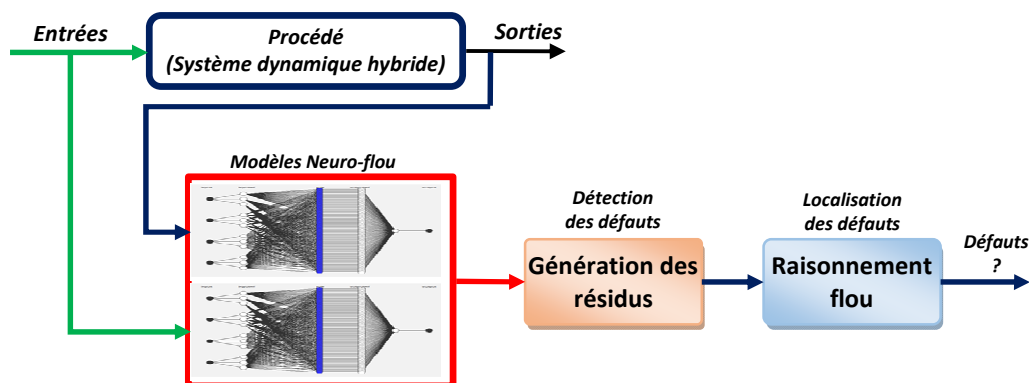 Entrées
Procédé
(Système dynamique hybride)
Sorties
Modèles Neuro-flou
Détection
des défauts
Localisation
des défauts
Génération des
résidus
Raisonnement
flou
Défauts
?